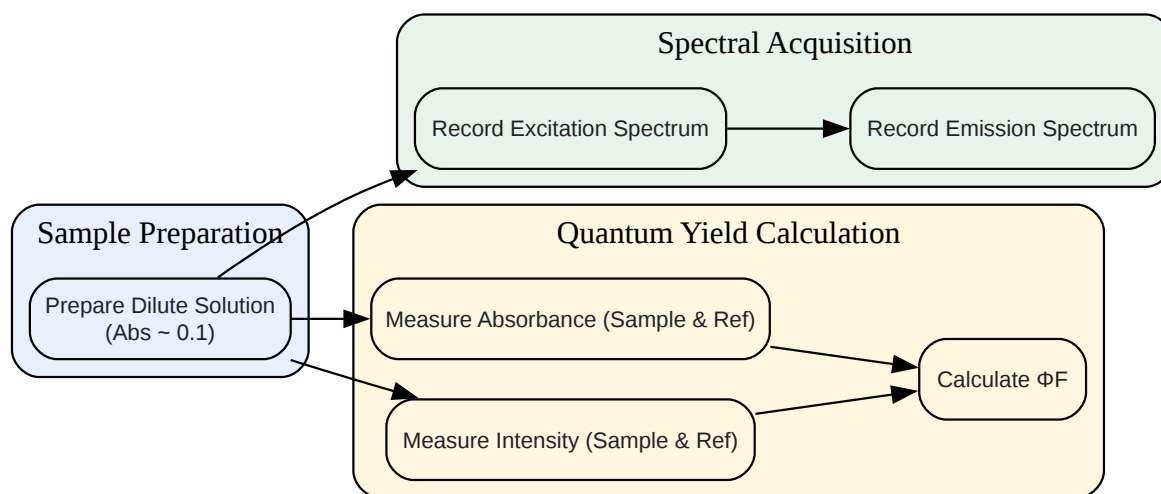 Spectral Acquisition
Record Excitation Spectrum
Record Emission Spectrum
Sample Preparation
Prepare Dilute Solution
(Abs ~ 0.1)
Quantum Yield Calculation
Measure Absorbance (Sample & Ref)
Measure Intensity (Sample & Ref)
Calculate ΦF